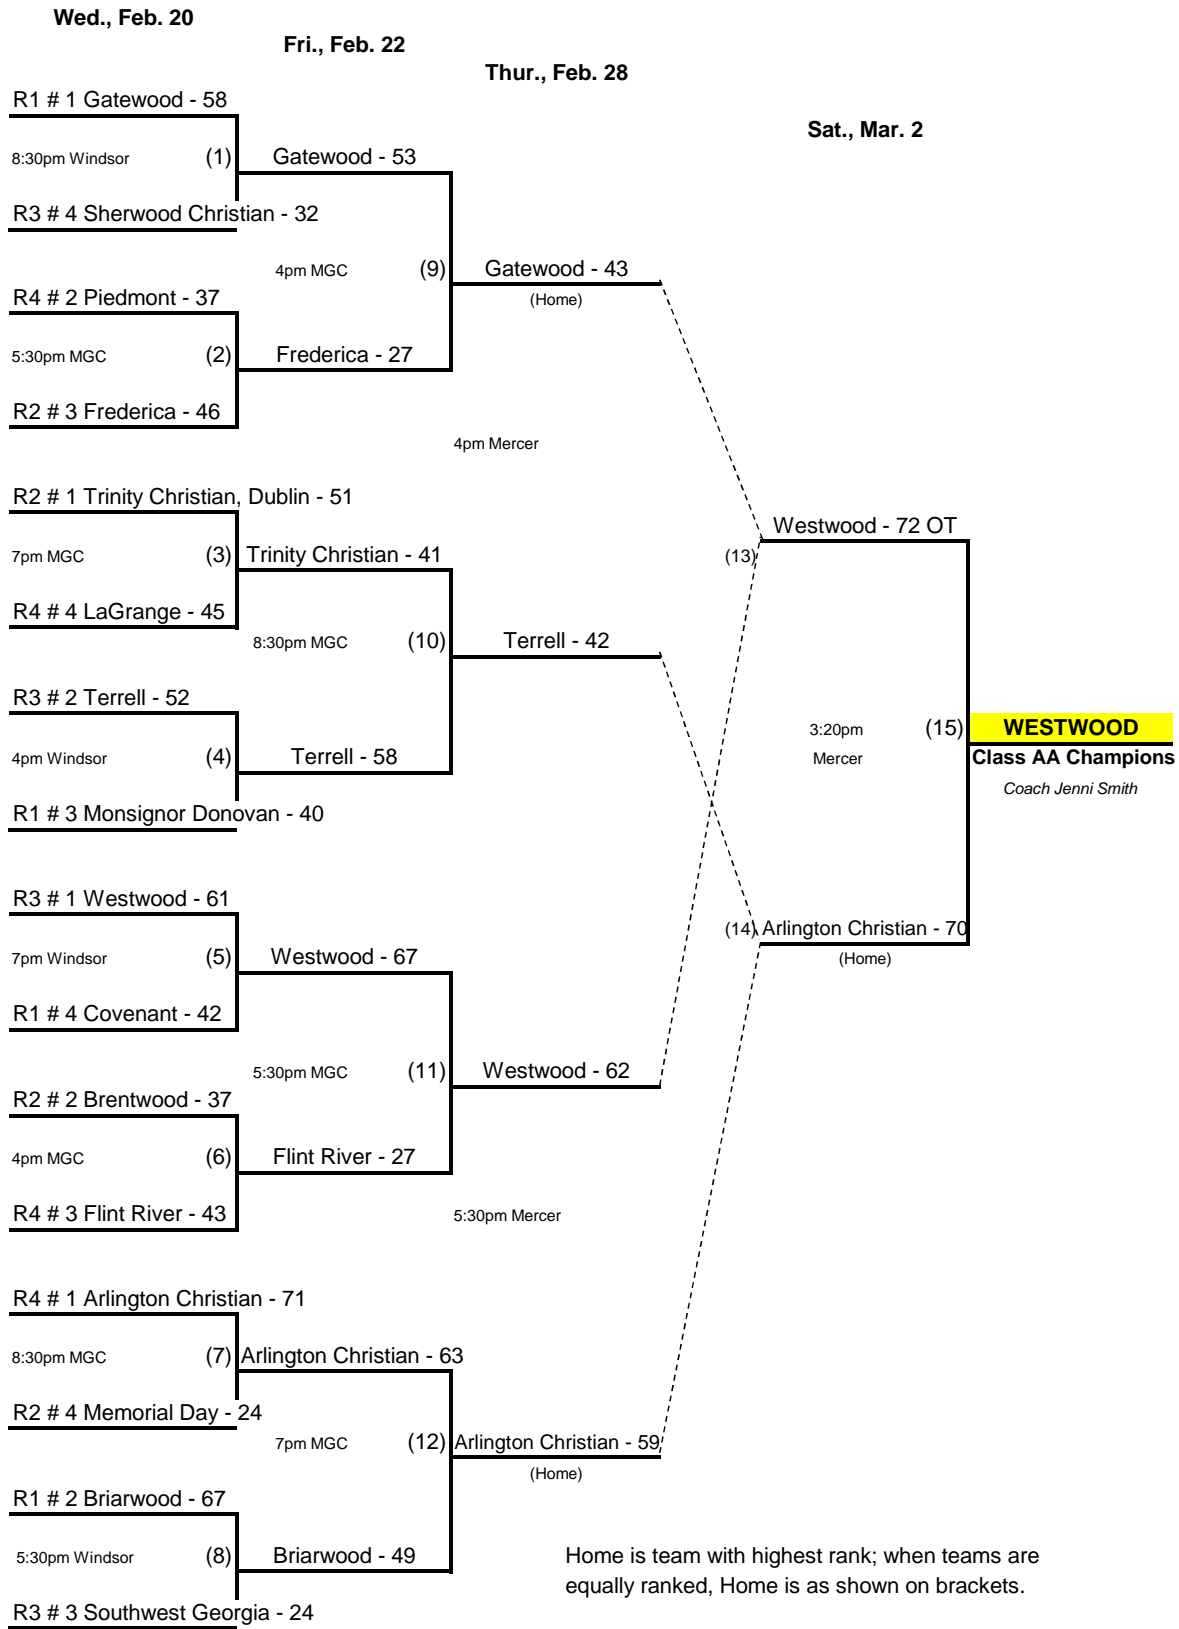 Wed., Feb. 20
Fri., Feb. 22
Thur., Feb. 28
Sat., Mar. 2
R1 # 1 Gatewood - 58
8:30pm Windsor
(1)
Gatewood - 53
R3 # 4 Sherwood Christian - 32
4pm MGC
(9)
Gatewood - 43
(Home)
R4 # 2 Piedmont - 37
5:30pm MGC
(2)
Frederica - 27
R2 # 3 Frederica - 46
4pm Mercer
R2 # 1 Trinity Christian, Dublin - 51
Westwood - 72 OT
(13)
7pm MGC
(3)
Trinity Christian - 41
R4 # 4 LaGrange - 45
8:30pm MGC
(10)
Terrell - 42
R3 # 2 Terrell - 52
3:20pm
Mercer
(15)
WESTWOOD
Class AA Champions
Coach Jenni Smith
4pm Windsor
(4)
Terrell - 58
R1 # 3 Monsignor Donovan - 40
R3 # 1 Westwood - 61
(14)
Arlington Christian - 70
(Home)
7pm Windsor
(5)
Westwood - 67
R1 # 4 Covenant - 42
5:30pm MGC
(11)
Westwood - 62
R2 # 2 Brentwood - 37
4pm MGC
(6)
Flint River - 27
R4 # 3 Flint River - 43
5:30pm Mercer
R4 # 1 Arlington Christian - 71
8:30pm MGC
(7)
Arlington Christian - 63
R2 # 4 Memorial Day - 24
7pm MGC
(12)
Arlington Christian - 59
(Home)
R1 # 2 Briarwood - 67
5:30pm Windsor
(8)
Briarwood - 49
R3 # 3 Southwest Georgia - 24
Home is team with highest rank; when teams are
equally ranked, Home is as shown on brackets.